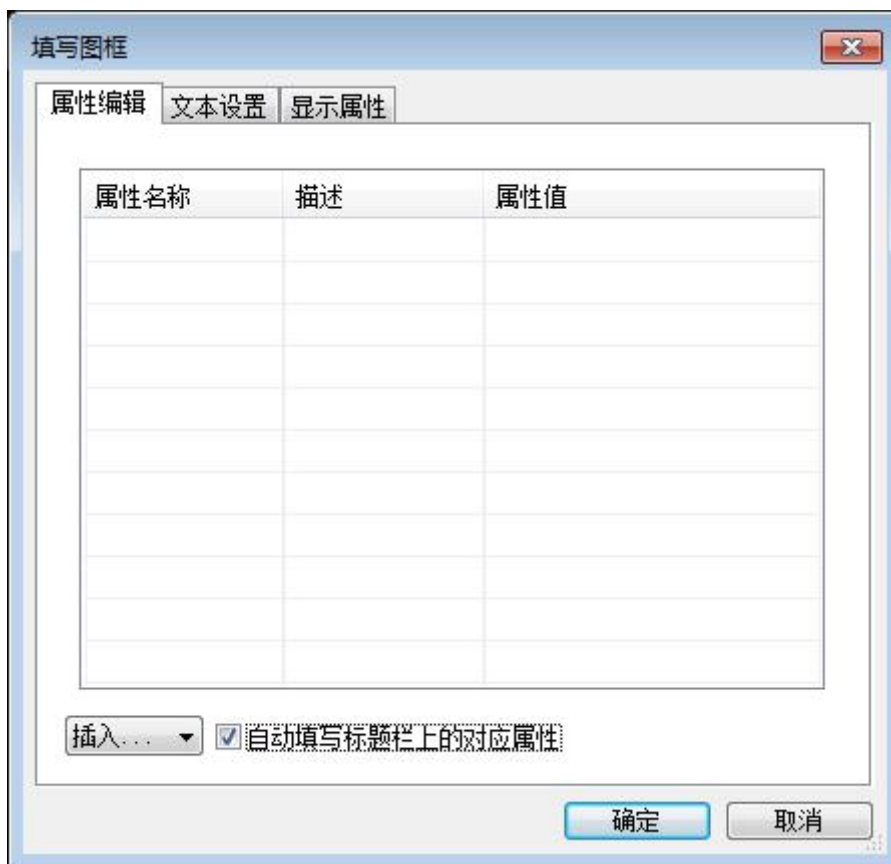 填写图框
属性编辑 文本设置 显示属性
属性名称 描述 属性值
插入... 自动填写标题栏上的对应属性
确定 取消